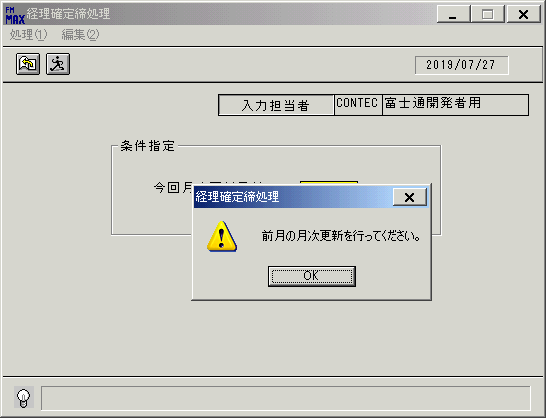 FM MAX 経理確定締処理
処理(1) 編集(2)
2019/07/27
入力担当者 CONTEC 富士通開発者用
条件指定
今回月
経理確定締処理
前月の月次更新を行ってください。
OK